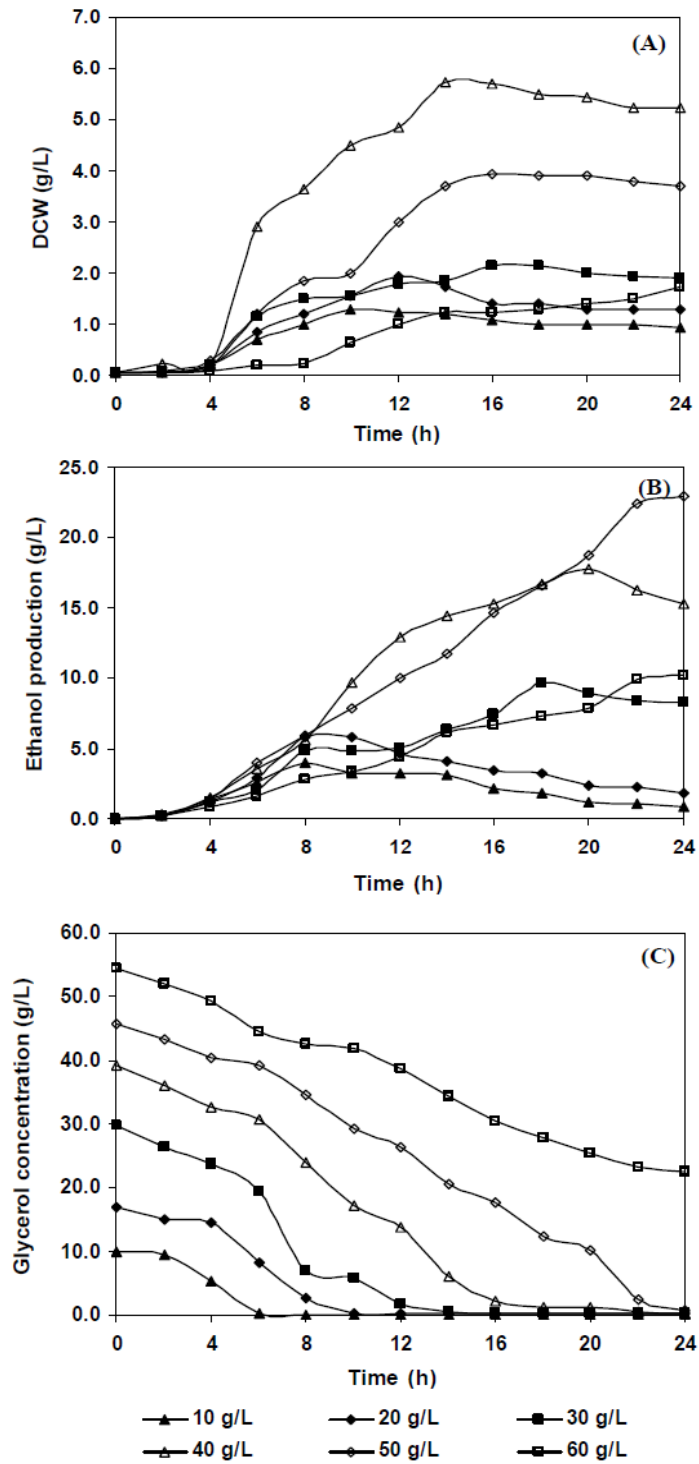 (A)
DCW (g/L)
7.0
6.0
5.0
4.0
3.0
2.0
1.0
0.0
0 4 8 12 16 20 24
Time (h)
(B)
Ethanol production (g/L)
25.0
20.0
15.0
10.0
5.0
0.0
0 4 8 12 16 20 24
Time (h)
(C)
Glycerol concentration (g/L)
60.0
50.0
40.0
30.0
20.0
10.0
0.0
0 4 8 12 16 20 24
Time (h)
10 g/L 20 g/L 30 g/L
40 g/L 50 g/L 60 g/L